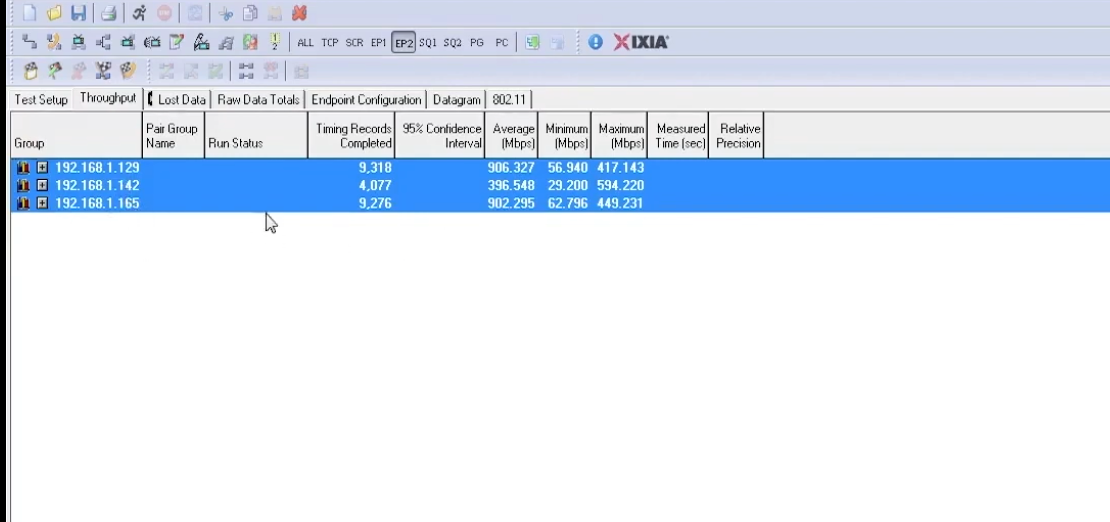 ALL TCP SCR EP1 EP2 SQ1 SQ2 PG PC IXIA
Test Setup Throughput Lost Data Raw Data Totals Endpoint Configuration Datagram 802.11
Group Pair Group Name Run Status Timing Records Completed 95% Confidence Interval Average (Mbps) Minimum (Mbps) Maximum (Mbps) Measured Time (sec) Relative Precision
192.168.1.129 9,318 906.327 56.940 417.143
192.168.1.142 4,077 396.548 29.200 594.220
192.168.1.165 9,276 902.295 62.796 449.231